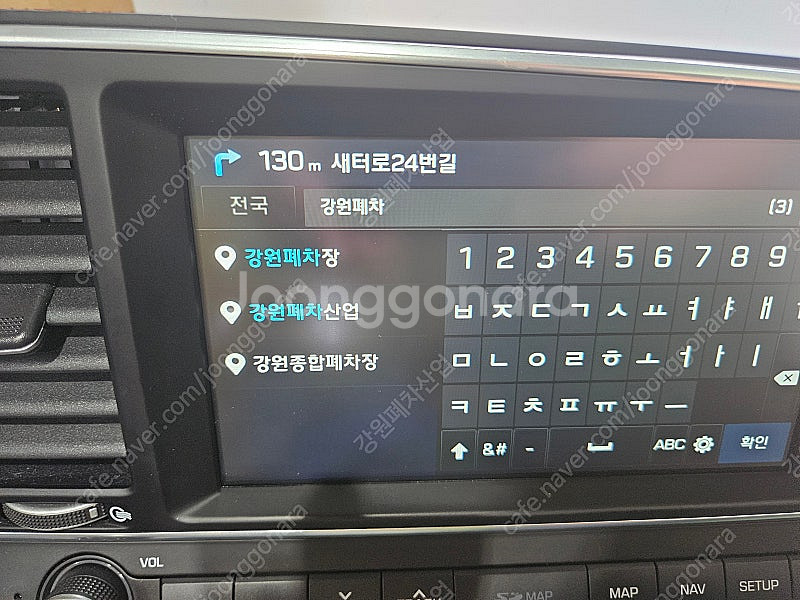 130m 새터로24번길
전국 강원폐차 (3)
강원폐차장
강원폐차산업
강원종합폐차장
1 2 3 4 5 6 7 8 9
ㅂ ㅈ ㄷ ㄱ ㅅ ㅛ ㅕ ㅑ ㅐ
ㅁ ㄴ ㅇ ㄹ ㅎ ㅗ ㅓ ㅏ ㅣ
ㅋ ㅌ ㅊ ㅍ ㅠ ㅜ ㅡ
&# - ABC 확인
VOL
MAP MAP NAV SETUP
Joonggonara
cafe.naver.com/joonggonara
강원폐차산업